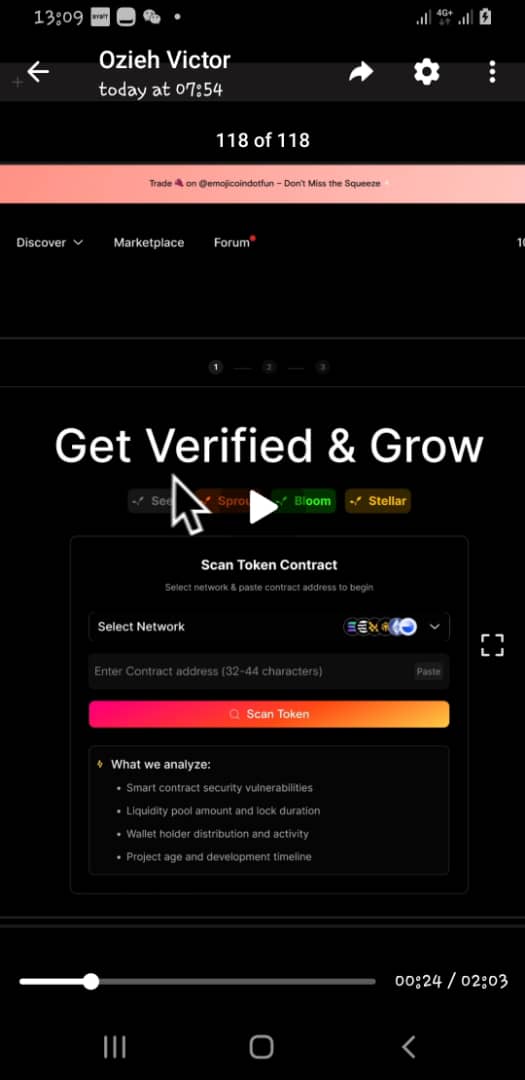 13:09
4G+
Ozieh Victor
today at 07:54
118 of 118
Trade on @emojicoindotfun – Don't Miss the Squeeze
Discover Marketplace Forum 10
1 2 3
Get Verified & Grow
Bloom Stellar
Scan Token Contract
Select network & paste contract address to begin
Select Network
Enter Contract address (32-44 characters) Paste
Scan Token
What we analyze:
• Smart contract security vulnerabilities
• Liquidity pool amount and lock duration
• Wallet holder distribution and activity
• Project age and development timeline
00:24 / 02:03